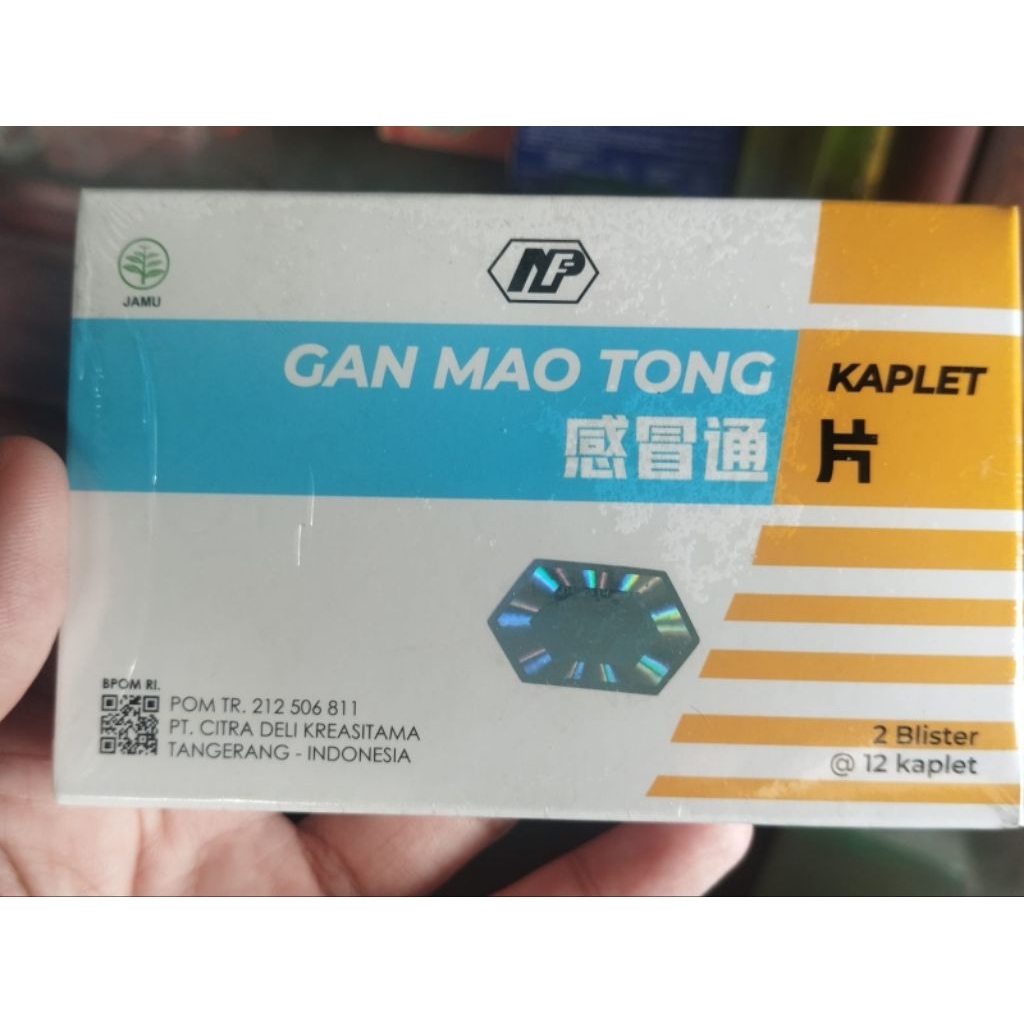 NFP
JAMU
GAN MAO TONG
感冒通
KAPLET
片
BPOM RI.
POM TR. 212 506 811
PT. CITRA DELI KREASITAMA
TANGERANG - INDONESIA
2 Blister
@ 12 kaplet